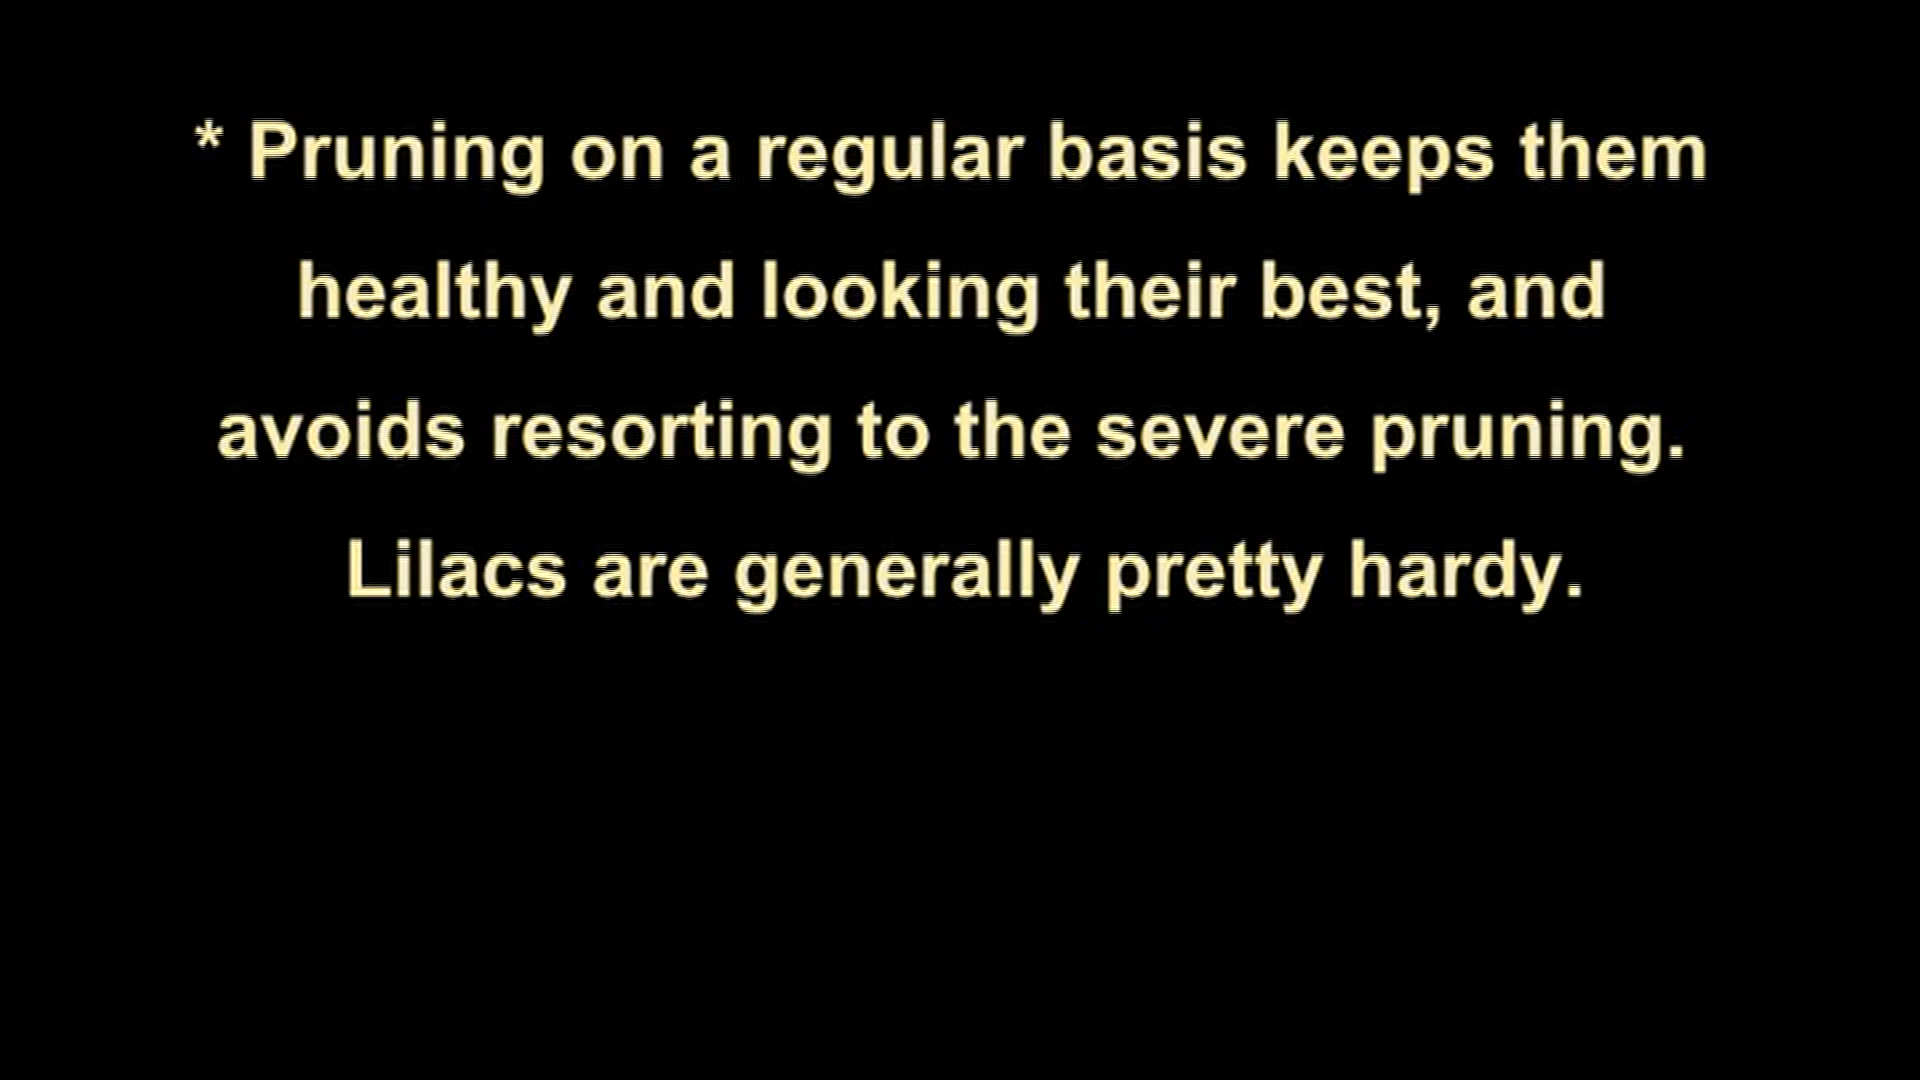 * Pruning on a regular basis keeps them
healthy and looking their best, and
avoids resorting to the severe pruning.
Lilacs are generally pretty hardy.